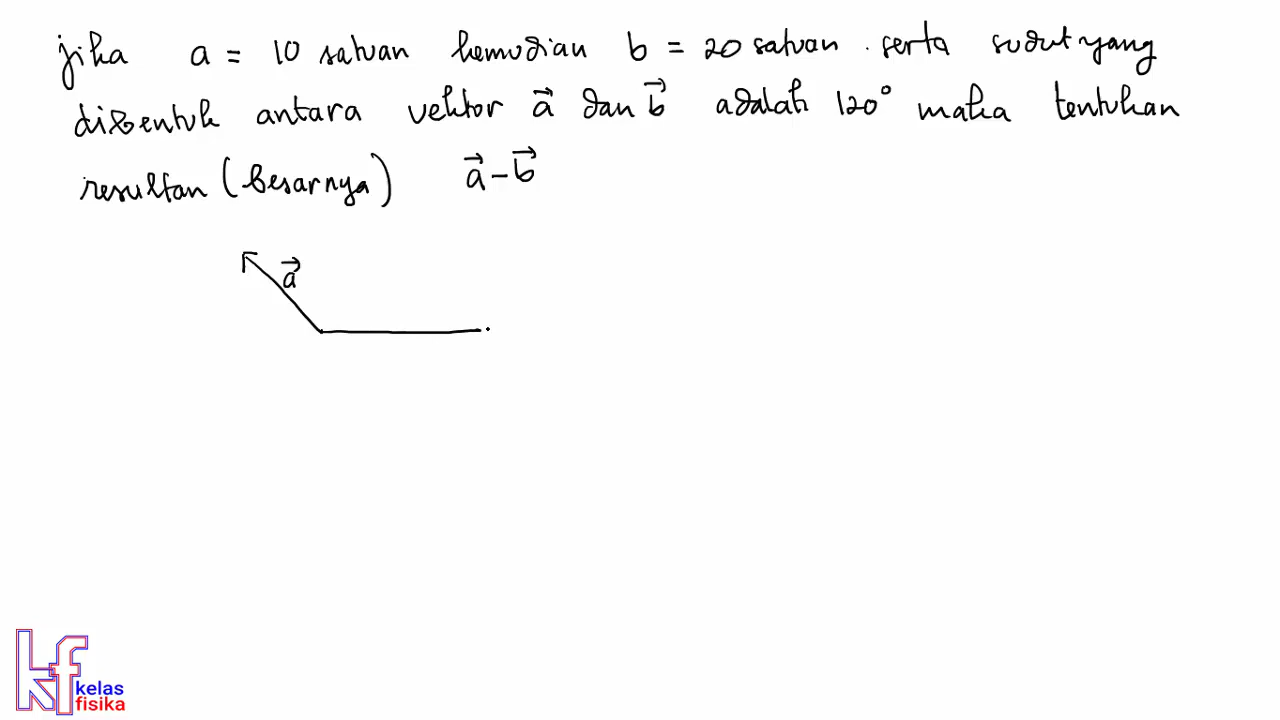 jika a = 10 satuan kemudian b = 20 satuan . serta sudut yang
dibentuk antara vektor a⃗ dan b⃗ adalah 120° maka tentukan
resultan (besarnya) a⃗ - b⃗
a⃗
kf kelas
fisika